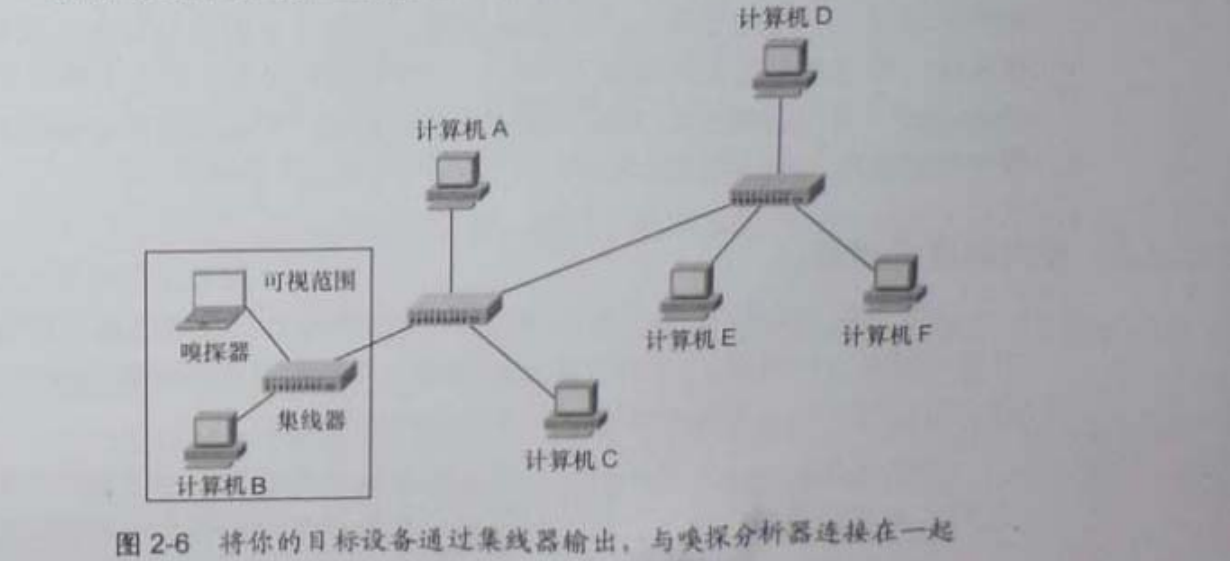 计算机 D
计算机 A
可视范围
嗅探器
集线器
计算机 B
计算机 C
计算机 E
计算机 F
图 2-6 将你的目标设备通过集线器输出，与嗅探分析器连接在一起